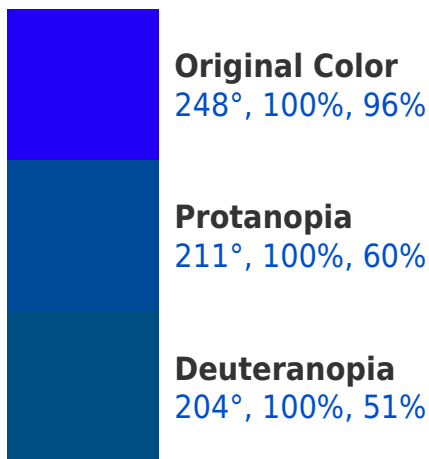 Original Color
248°, 100%, 96%
Protanopia
211°, 100%, 60%
Deuteranopia
204°, 100%, 51%